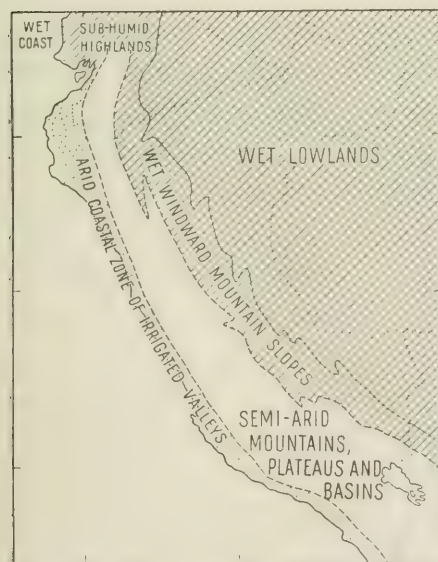 WET
COAST
SUB-HUMID
HIGHLANDS
WET LOWLANDS
WET WINDWARD MOUNTAIN SLOPES
ARID COASTAL ZONE OF IRRIGATED VALLEYS
SEMI-ARID
MOUNTAINS,
PLATEAUS AND
BASINS